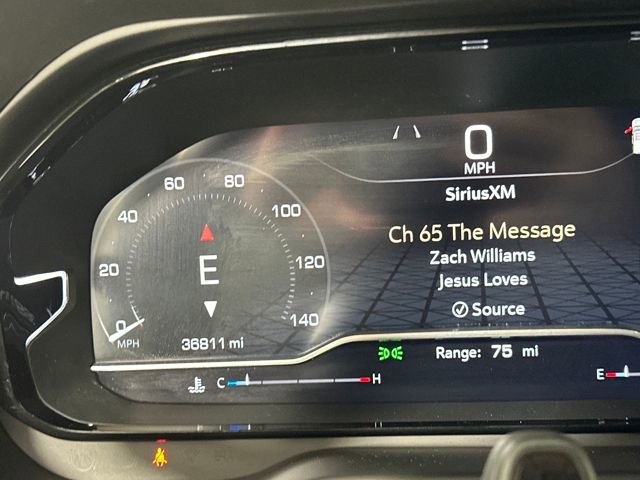 0
MPH
SiriusXM
Ch 65 The Message
Zach Williams
Jesus Loves
Source
0
20
40
60
80
100
120
140
MPH
E
36811 mi
Range: 75 mi
C H
E